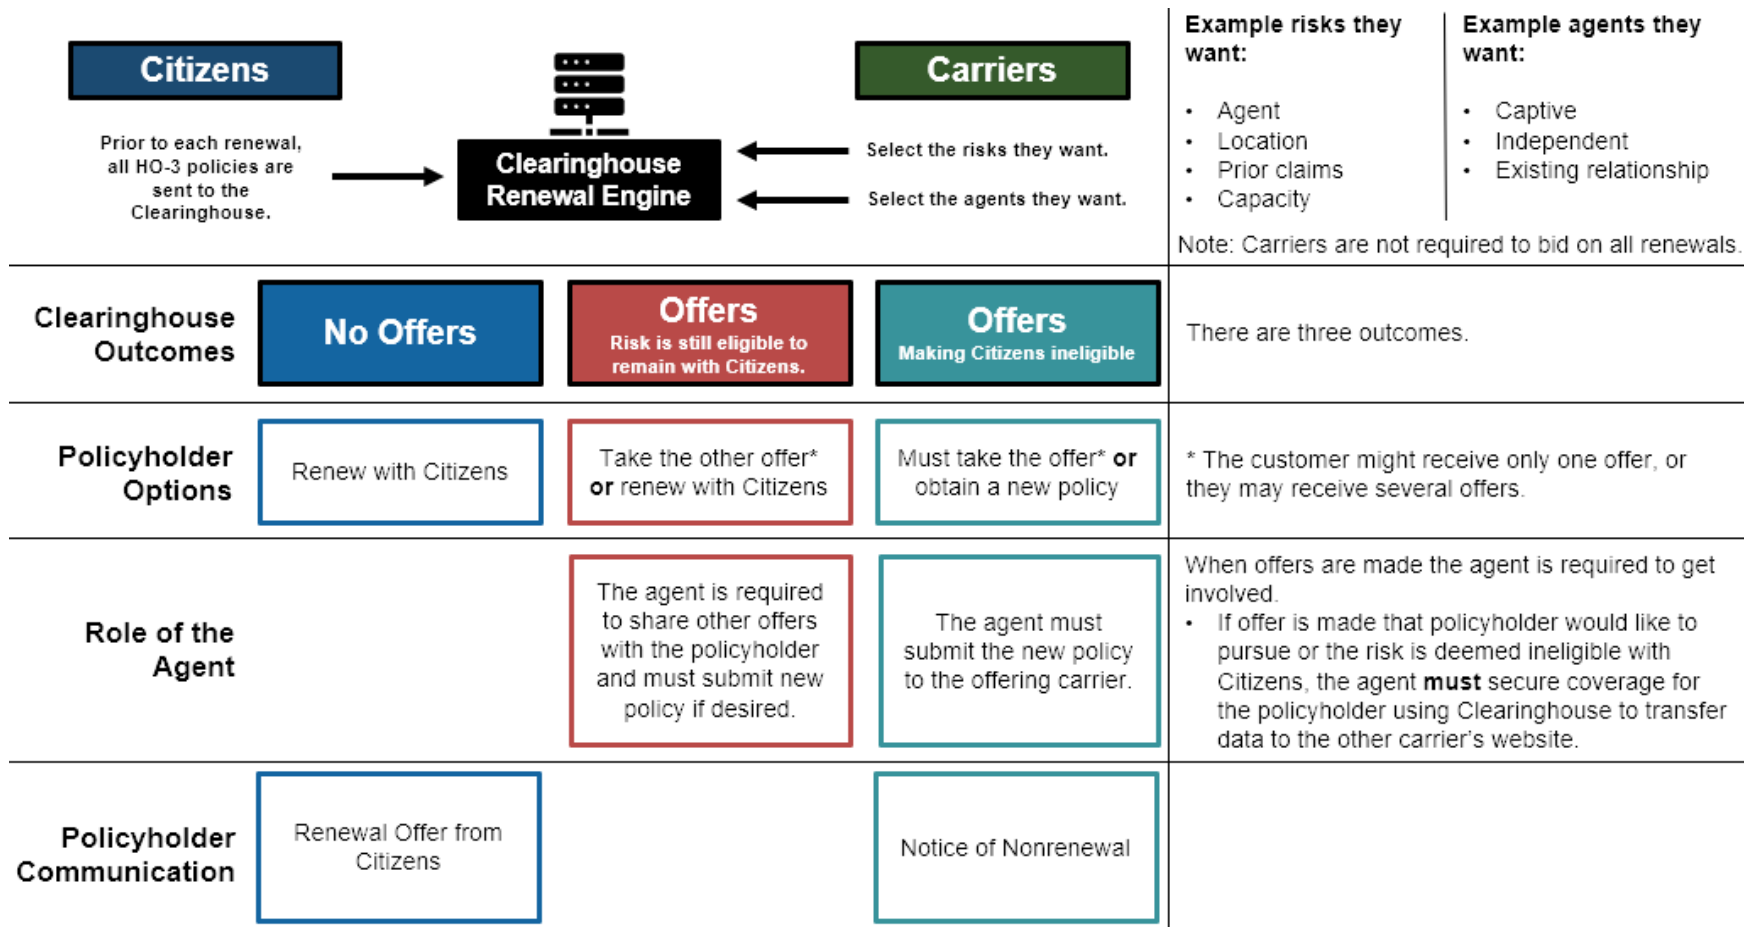 Citizens
Prior to each renewal,
all HO-3 policies are
sent to the
Clearinghouse.
Clearinghouse
Renewal Engine
Carriers
Select the risks they want.
Select the agents they want.
Example risks they
want:
• Agent
• Location
• Prior claims
• Capacity
Example agents they
want:
• Captive
• Independent
• Existing relationship
Note: Carriers are not required to bid on all renewals.
Clearinghouse
Outcomes
No Offers
Offers
Risk is still eligible to
remain with Citizens.
Offers
Making Citizens ineligible
There are three outcomes.
Policyholder
Options
Renew with Citizens
Take the other offer*
or renew with Citizens
Must take the offer* or
obtain a new policy
* The customer might receive only one offer, or
they may receive several offers.
Role of the
Agent
The agent is required
to share other offers
with the policyholder
and must submit new
policy if desired.
The agent must
submit the new policy
to the offering carrier.
When offers are made the agent is required to get
involved.
• If offer is made that policyholder would like to
pursue or the risk is deemed ineligible with
Citizens, the agent must secure coverage for
the policyholder using Clearinghouse to transfer
data to the other carrier's website.
Policyholder
Communication
Renewal Offer from
Citizens
Notice of Nonrenewal